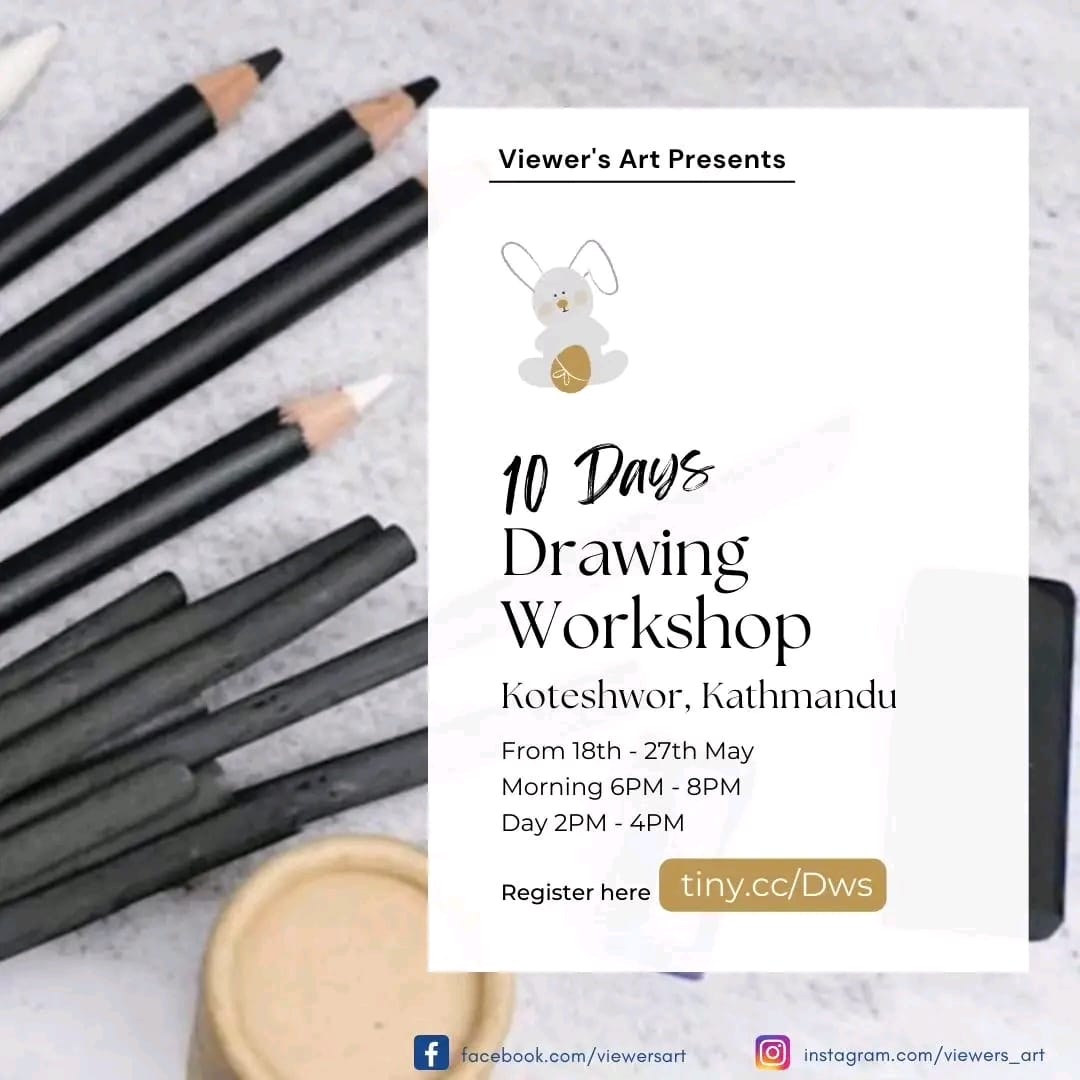 Viewer's Art Presents
10 Days
Drawing
Workshop
Koteshwor, Kathmandu
From 18th - 27th May
Morning 6PM - 8PM
Day 2PM - 4PM
Register here tiny.cc/Dws
facebook.com/viewersart
instagram.com/viewers_art